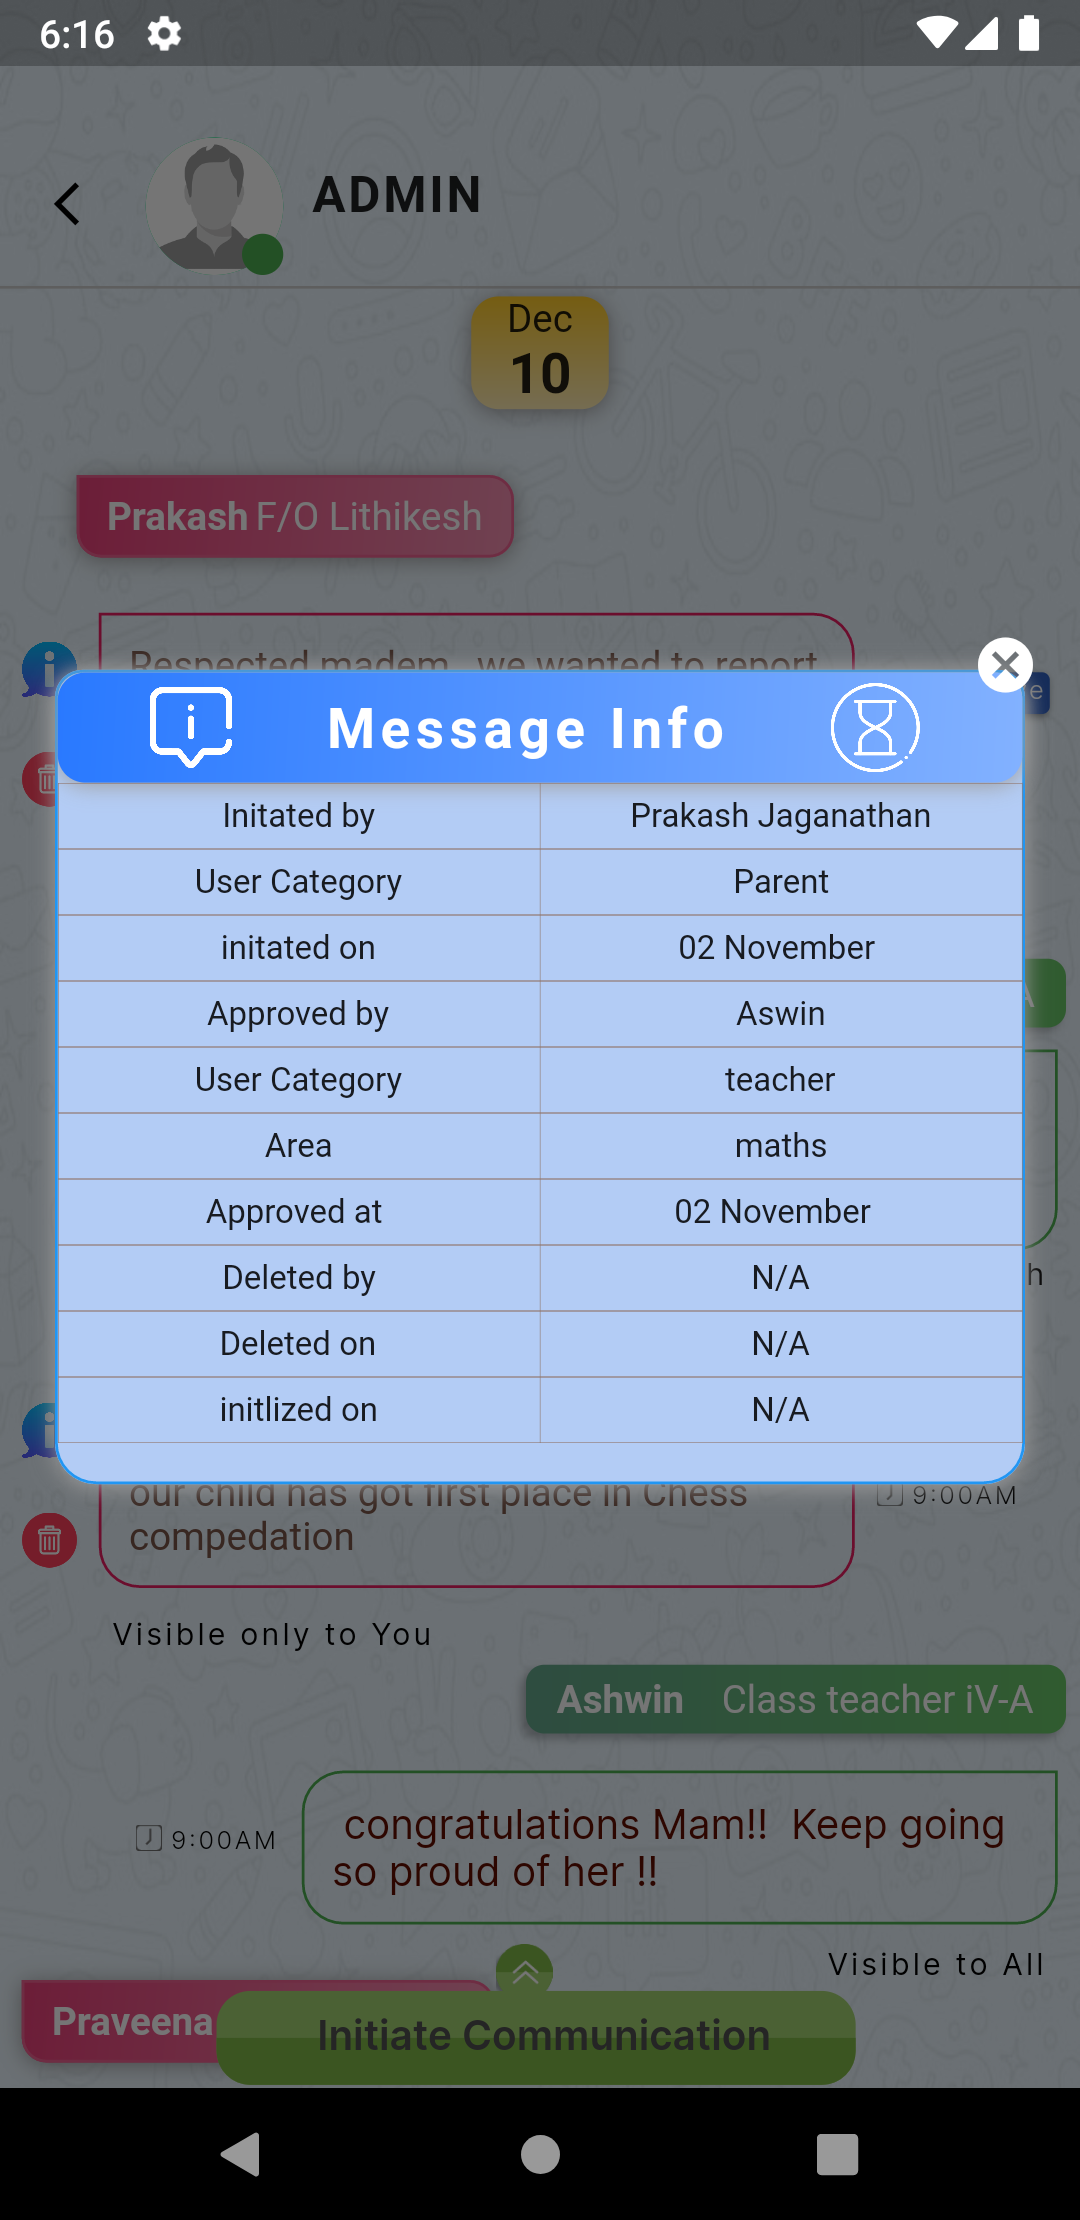 6:16
ADMIN
Dec
10
Prakash F/O Lithikesh
Respected madem, we wanted to report
e
Message Info
Initated by Prakash Jaganathan
User Category Parent
initated on 02 November
Approved by Aswin
User Category teacher
Area maths
Approved at 02 November
Deleted by N/A
Deleted on N/A
initlized on N/A
A
h
our child has got first place in Chess
compedation
9:00AM
Visible only to You
Ashwin Class teacher iV-A
congratulations Mam!! Keep going
so proud of her !!
9:00AM
Visible to All
Praveena
Initiate Communication